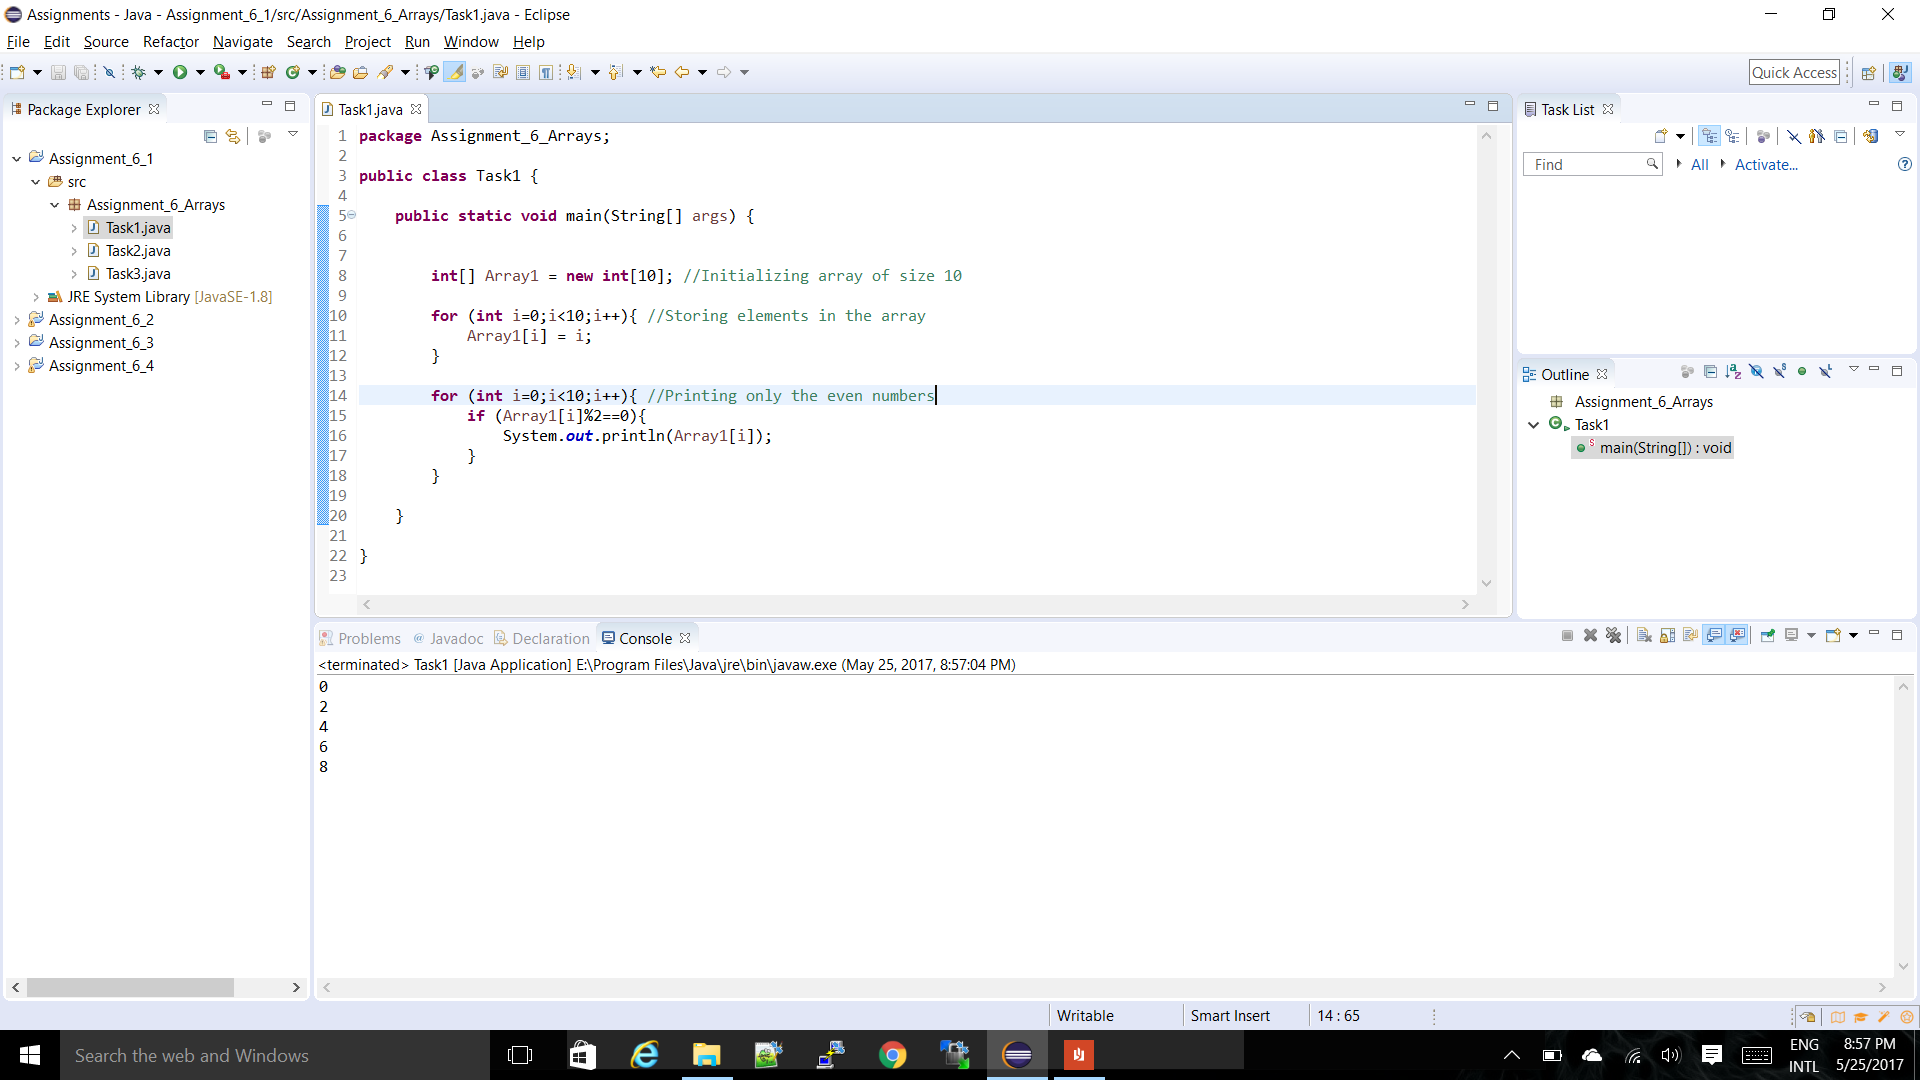 Assignments - Java - Assignment_6_1/src/Assignment_6_Arrays/Task1.java - Eclipse
File Edit Source Refactor Navigate Search Project Run Window Help
Quick Access
Package Explorer
Assignment_6_1
src
Assignment_6_Arrays
Task1.java
Task2.java
Task3.java
JRE System Library [JavaSE-1.8]
Assignment_6_2
Assignment_6_3
Assignment_6_4
Task1.java
1 package Assignment_6_Arrays;
2
3 public class Task1 {
4
5 public static void main(String[] args) {
6
7
8 int[] Array1 = new int[10]; //Initializing array of size 10
9
10 for (int i=0;i<10;i++){ //Storing elements in the array
11 Array1[i] = i;
12 }
13
14 for (int i=0;i<10;i++){ //Printing only the even numbers
15 if (Array1[i]%2==0){
16 System.out.println(Array1[i]);
17 }
18 }
19
20 }
21
22 }
23
Task List
Find All Activate...
Outline
Assignment_6_Arrays
Task1
main(String[]) : void
Problems @ Javadoc Declaration Console
<terminated> Task1 [Java Application] E:\Program Files\Java\jre\bin\javaw.exe (May 25, 2017, 8:57:04 PM)
0
2
4
6
8
Writable Smart Insert 14 : 65
Search the web and Windows
ENG
INTL
8:57 PM
5/25/2017